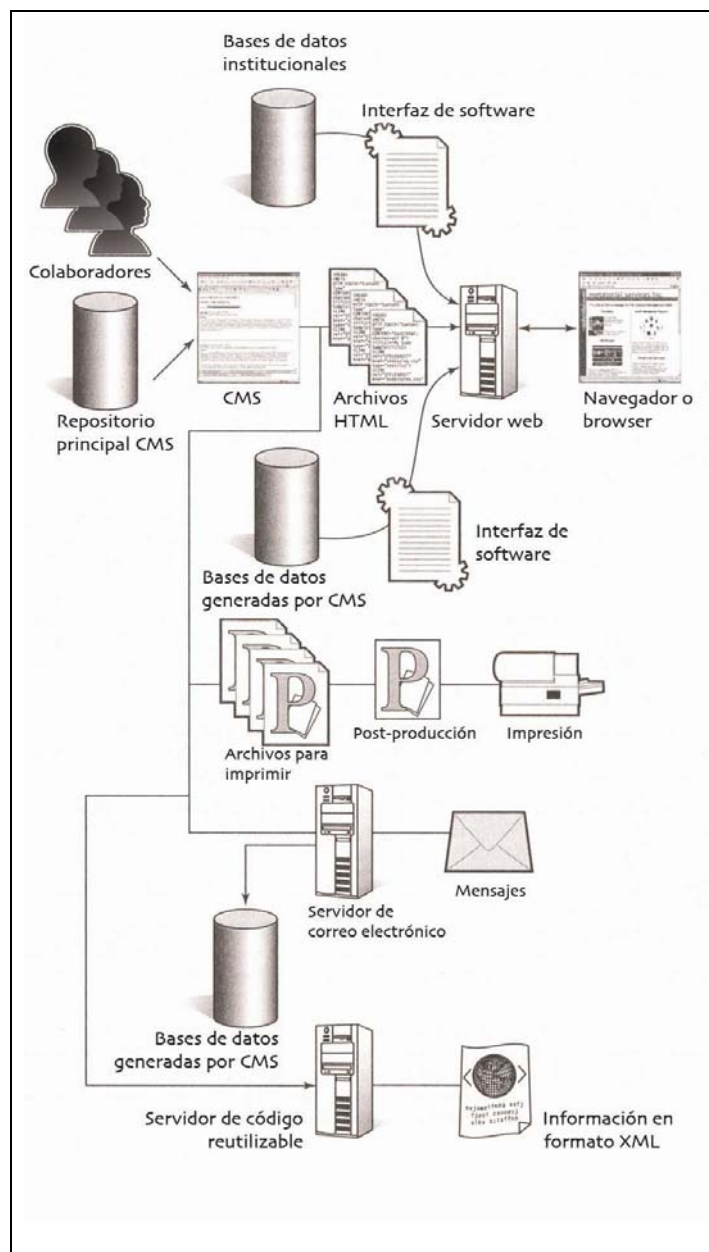 Bases de datos
institucionales
Interfaz de software
Colaboradores
Repositorio
principal CMS
CMS
Archivos
HTML
Servidor web
Navegador o
browser
Interfaz de
software
Bases de datos
generadas por CMS
Archivos para
imprimir
Post-producción
Impresión
P
P
Servidor de
correo electrónico
Mensajes
Bases de datos
generadas por CMS
Servidor de código
reutilizable
Información en
formato XML